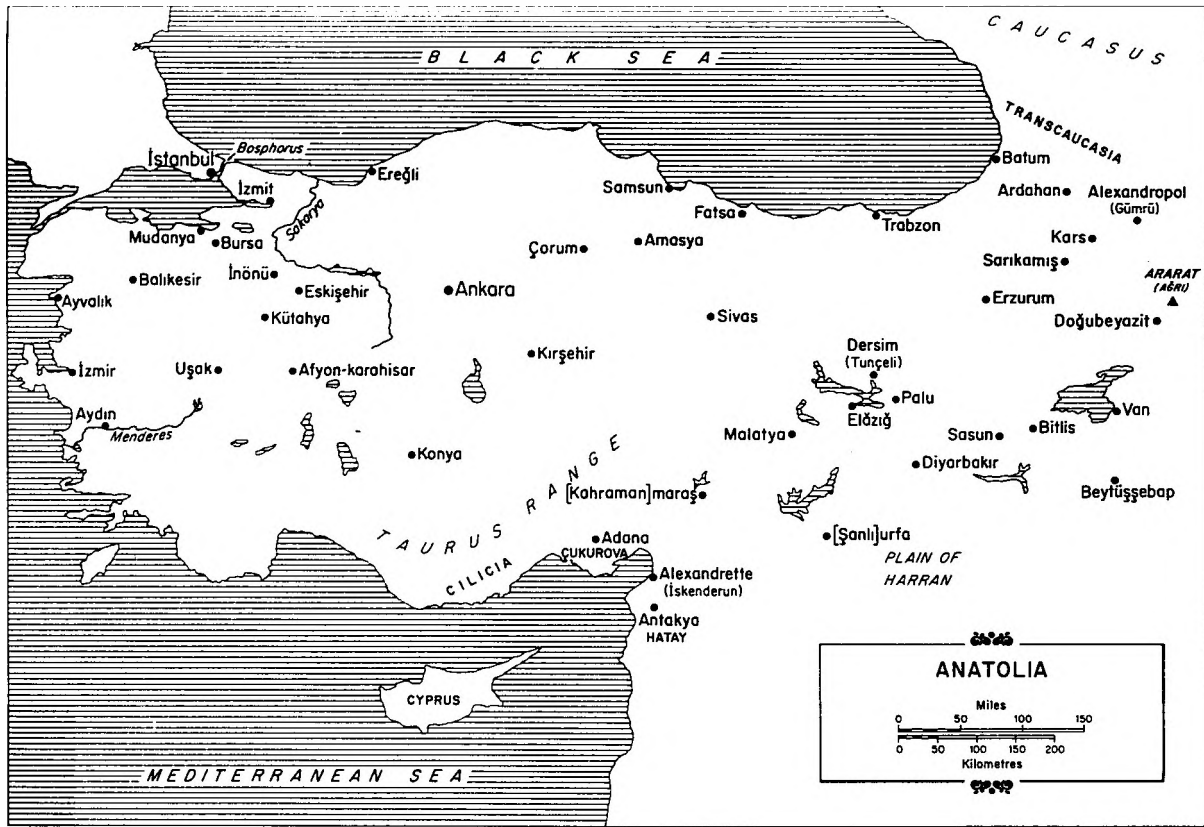 CAUCASUS
BLACK SEA
TRANSCAUCASIA
Bosphorus
İstanbul
Ereğli
Batum
İzmit
Samsun
Ardahan
Alexandropol
(Gümrü)
Sakarya
Fatsa
Trabzon
Mudanya
Bursa
Çorum
Amasya
Kars
Sarıkamış
Balıkesir
İnönü
ARARAT
(AĞRI)
Ayvalık
Eskişehir
Ankara
Erzurum
Kütahya
Sivas
Doğubeyazit
Kırşehir
Dersim
(Tunçeli)
İzmir
Uşak
Afyon-karahisar
Palu
Elâzığ
Van
Aydın
Menderes
Malatya
Sasun
Bitlis
Konya
Diyarbakır
TAURUS RANGE
[Kahraman]maraş
Beytüşşebap
Adana
ÇUKUROVA
[Şanlı]urfa
CILICIA
PLAIN OF
HARRAN
Alexandrette
(İskenderun)
Antakya
HATAY
CYPRUS
ANATOLIA
Miles
0 50 100 150
0 50 100 150 200
Kilometres
MEDITERRANEAN SEA